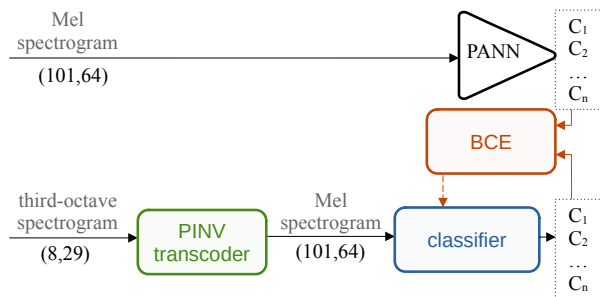 Mel
spectrogram
(101,64)
PANN
C₁
C₂
...
Cₙ
BCE
third-octave
spectrogram
(8,29)
PINV
transcoder
Mel
spectrogram
(101,64)
classifier
C₁
C₂
...
Cₙ